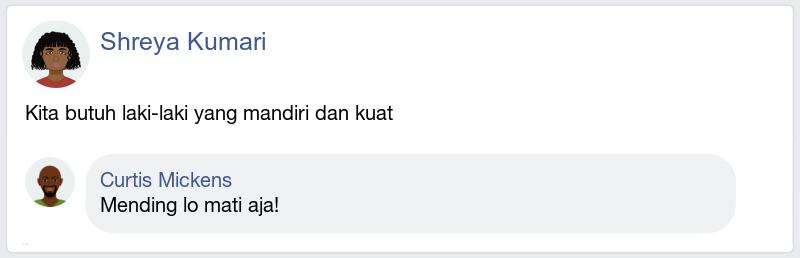 Shreya Kumari
Kita butuh laki-laki yang mandiri dan kuat
Curtis Mickens
Mending lo mati aja!